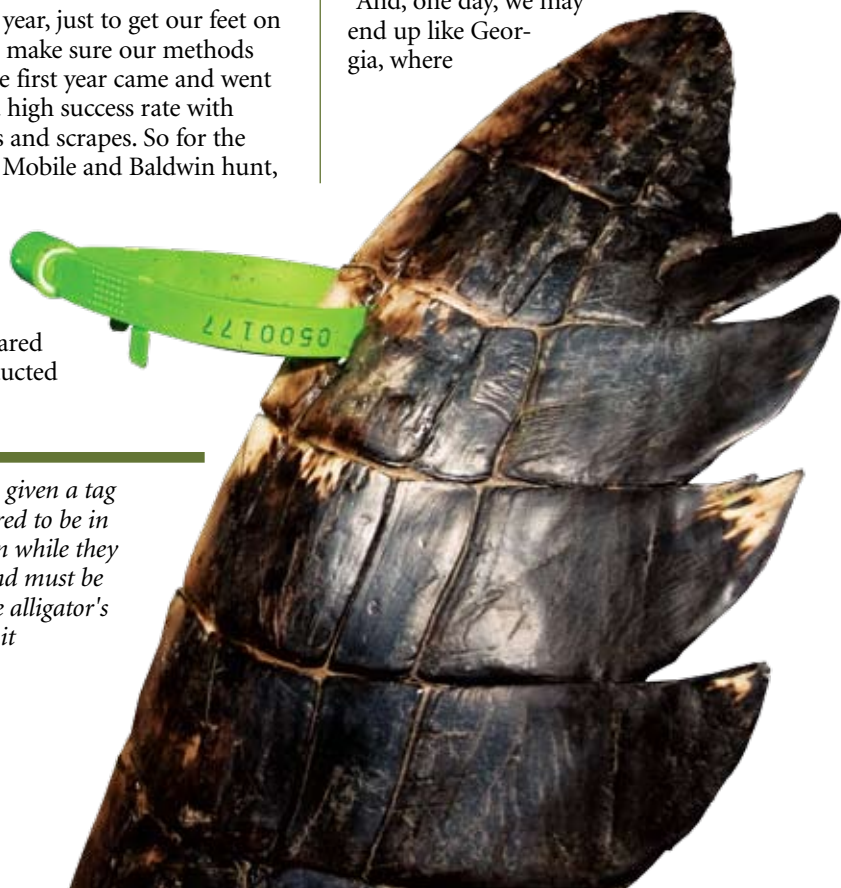 year, just to get our feet on
make sure our methods
e first year came and went
high success rate with
s and scrapes. So for the
Mobile and Baldwin hunt,
ared
ucted
given a tag
red to be in
n while they
nd must be
e alligator's
it
And, one day, we may
end up like Geor-
gia, where
0500177